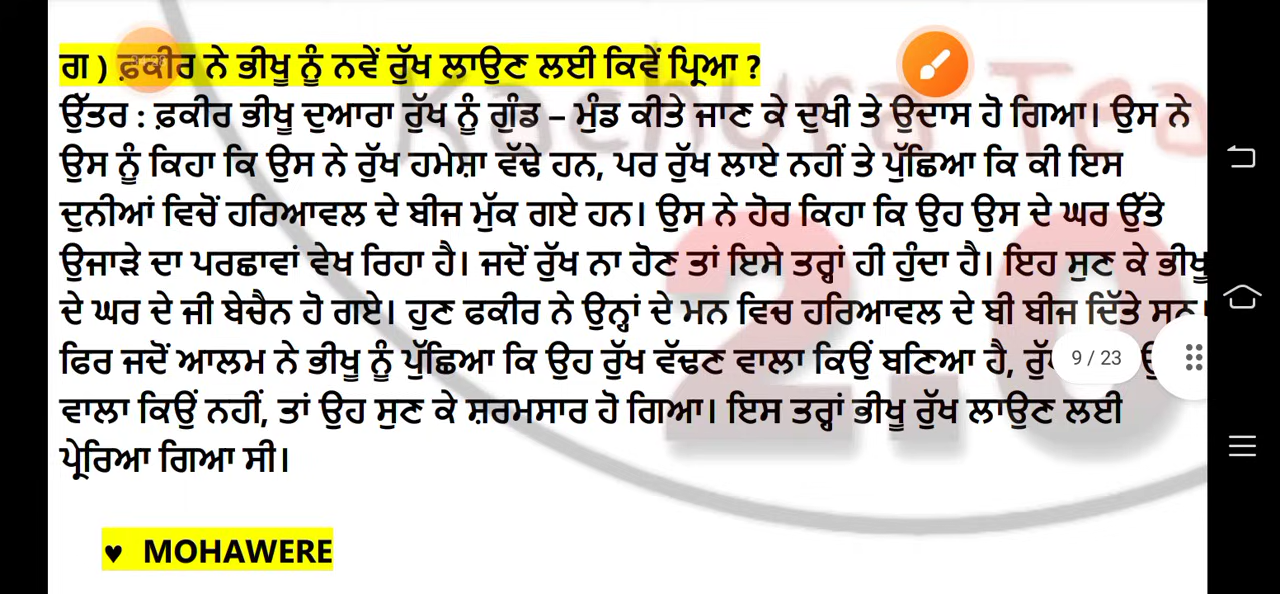 ਗ ) ਫ਼ਕੀਰ ਨੇ ਭੀਖੂ ਨੂੰ ਨਵੇਂ ਰੁੱਖ ਲਾਉਣ ਲਈ ਕਿਵੇਂ ਪ੍ਰਿਆ ?
ਉੱਤਰ : ਫ਼ਕੀਰ ਭੀਖੂ ਦੁਆਰਾ ਰੁੱਖ ਨੂੰ ਗੁੰਡ – ਮੁੰਡ ਕੀਤੇ ਜਾਣ ਕੇ ਦੁਖੀ ਤੇ ਉਦਾਸ ਹੋ ਗਿਆ। ਉਸ ਨੇ
ਉਸ ਨੂੰ ਕਿਹਾ ਕਿ ਉਸ ਨੇ ਰੁੱਖ ਹਮੇਸ਼ਾ ਵੱਢੇ ਹਨ, ਪਰ ਰੁੱਖ ਲਾਏ ਨਹੀਂ ਤੇ ਪੁੱਛਿਆ ਕਿ ਕੀ ਇਸ
ਦੁਨੀਆਂ ਵਿਚੋਂ ਹਰਿਆਵਲ ਦੇ ਬੀਜ ਮੁੱਕ ਗਏ ਹਨ। ਉਸ ਨੇ ਹੋਰ ਕਿਹਾ ਕਿ ਉਹ ਉਸ ਦੇ ਘਰ ਉੱਤੇ
ਉਜਾੜੇ ਦਾ ਪਰਛਾਵਾਂ ਵੇਖ ਰਿਹਾ ਹੈ। ਜਦੋਂ ਰੁੱਖ ਨਾ ਹੋਣ ਤਾਂ ਇਸੇ ਤਰ੍ਹਾਂ ਹੀ ਹੁੰਦਾ ਹੈ। ਇਹ ਸੁਣ ਕੇ ਭੀਖੂ
ਦੇ ਘਰ ਦੇ ਜੀ ਬੇਚੈਨ ਹੋ ਗਏ। ਹੁਣ ਫਕੀਰ ਨੇ ਉਨ੍ਹਾਂ ਦੇ ਮਨ ਵਿਚ ਹਰਿਆਵਲ ਦੇ ਬੀ ਬੀਜ ਦਿੱਤੇ ਸਨ।
ਫਿਰ ਜਦੋਂ ਆਲਮ ਨੇ ਭੀਖੂ ਨੂੰ ਪੁੱਛਿਆ ਕਿ ਉਹ ਰੁੱਖ ਵੱਢਣ ਵਾਲਾ ਕਿਉਂ ਬਣਿਆ ਹੈ, 9 / 23
ਵਾਲਾ ਕਿਉਂ ਨਹੀਂ, ਤਾਂ ਉਹ ਸੁਣ ਕੇ ਸ਼ਰਮਸਾਰ ਹੋ ਗਿਆ। ਇਸ ਤਰ੍ਹਾਂ ਭੀਖੂ ਰੁੱਖ ਲਾਉਣ ਲਈ
ਪ੍ਰੇਰਿਆ ਗਿਆ ਸੀ।
♥ MOHAWERE